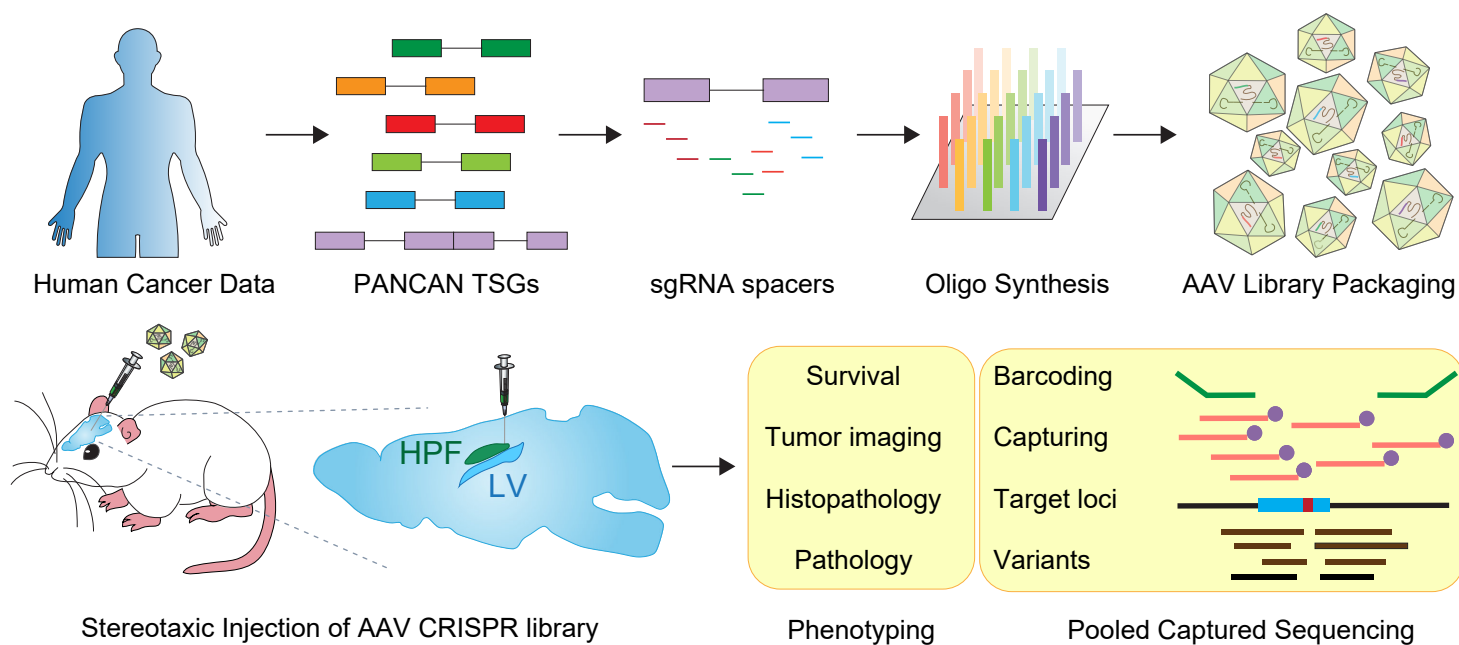 Human Cancer Data
PANCAN TSGs
sgRNA spacers
Oligo Synthesis
AAV Library Packaging
HPF
LV
Stereotaxic Injection of AAV CRISPR library
Survival
Tumor imaging
Histopathology
Pathology
Phenotyping
Barcoding
Capturing
Target loci
Variants
Pooled Captured Sequencing